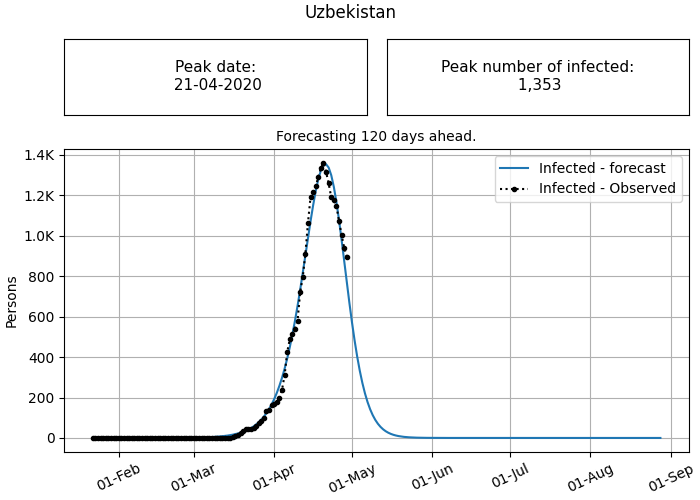 Uzbekistan
Peak date:
21-04-2020
Peak number of infected:
1,353
Forecasting 120 days ahead.
Infected - forecast
Infected - Observed
Persons
1.4K
1.2K
1.0K
800
600
400
200
0
01-Feb
01-Mar
01-Apr
01-May
01-Jun
01-Jul
01-Aug
01-Sep